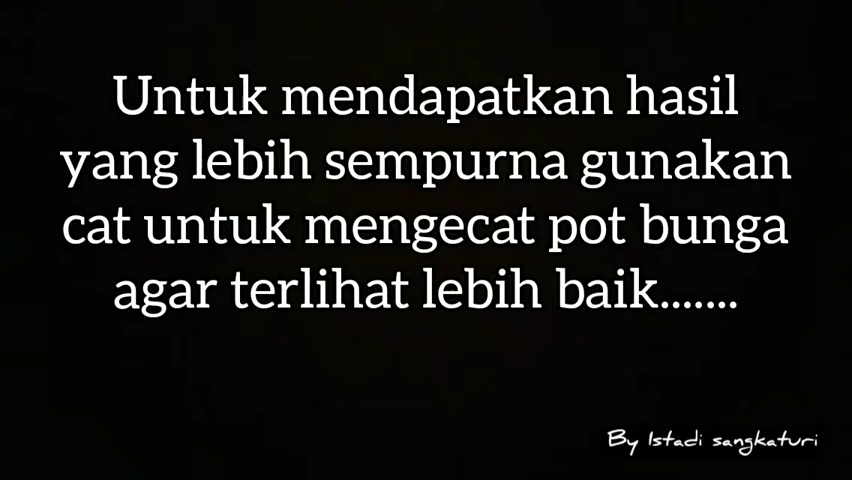 Untuk mendapatkan hasil
yang lebih sempurna gunakan
cat untuk mengecat pot bunga
agar terlihat lebih baik.......
By Istadi sangkaturi